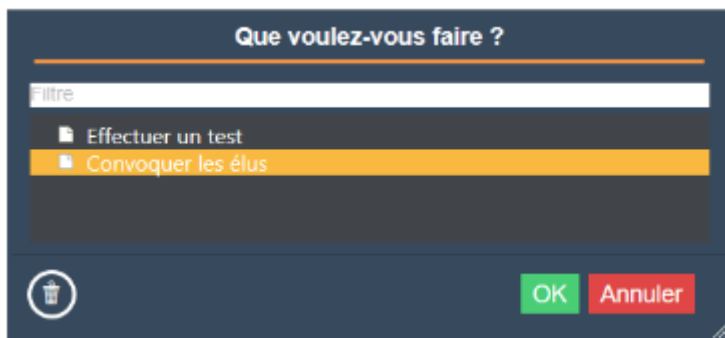 Que voulez-vous faire ?
Filtre
Effectuer un test
Convoquer les élus
OK Annuler